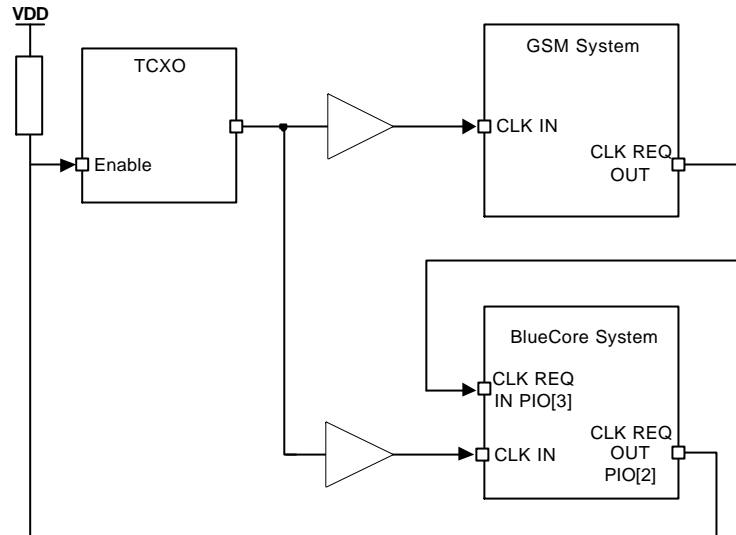 VDD
TCXO
Enable
GSM System
CLK IN
CLK REQ
OUT
BlueCore System
CLK REQ
IN PIO[3]
CLK IN
CLK REQ
OUT
PIO[2]